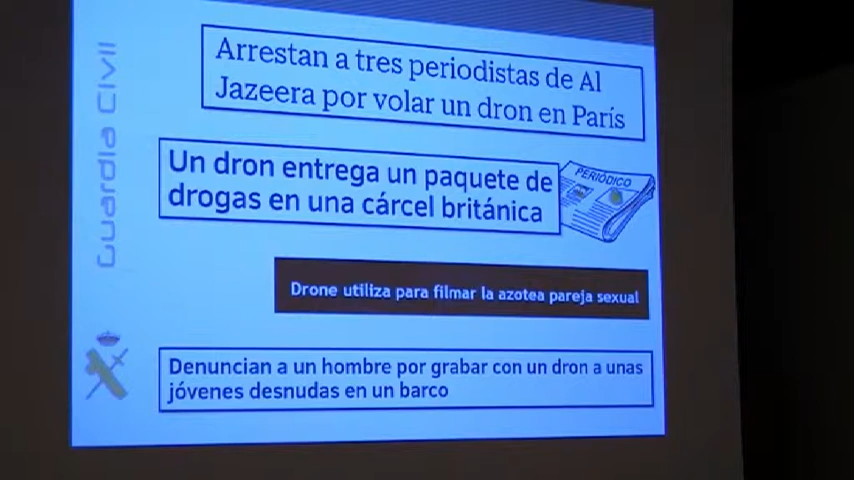 Guardia Civil
Arrestan a tres periodistas de Al
Jazeera por volar un dron en París
Un dron entrega un paquete de
drogas en una cárcel británica
PERIÓDICO
Drone utiliza para filmar la azotea pareja sexual
Denuncian a un hombre por grabar con un dron a unas
jóvenes desnudas en un barco